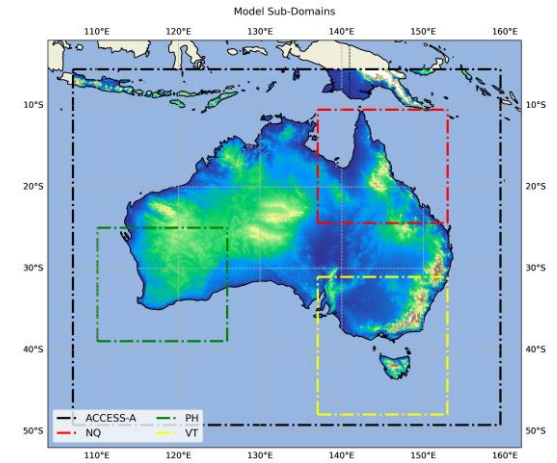 Model Sub-Domains
110°E 120°E 130°E 140°E 150°E 160°E
10°S 10°S
20°S 20°S
30°S 30°S
40°S 40°S
50°S 50°S
ACCESS-A PH
NQ VT
110°E 120°E 130°E 140°E 150°E 160°E